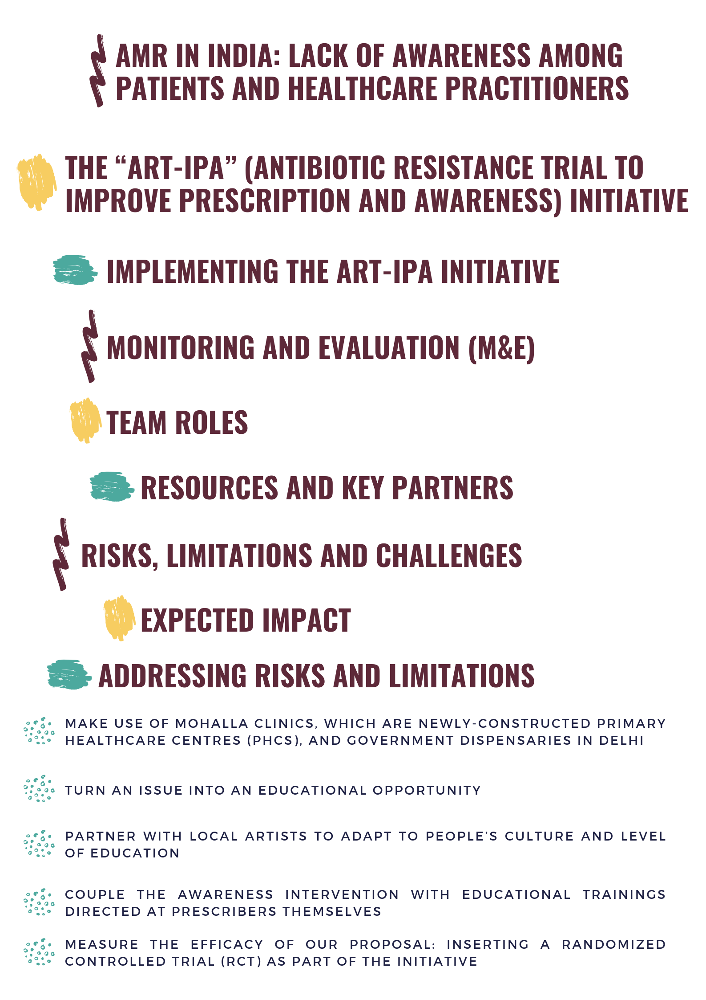 AMR IN INDIA: LACK OF AWARENESS AMONG
PATIENTS AND HEALTHCARE PRACTITIONERS
THE “ART-IPA” (ANTIBIOTIC RESISTANCE TRIAL TO
IMPROVE PRESCRIPTION AND AWARENESS) INITIATIVE
IMPLEMENTING THE ART-IPA INITIATIVE
MONITORING AND EVALUATION (M&E)
TEAM ROLES
RESOURCES AND KEY PARTNERS
RISKS, LIMITATIONS AND CHALLENGES
EXPECTED IMPACT
ADDRESSING RISKS AND LIMITATIONS
MAKE USE OF MOHALLA CLINICS, WHICH ARE NEWLY-CONSTRUCTED PRIMARY
HEALTHCARE CENTRES (PHCS), AND GOVERNMENT DISPENSARIES IN DELHI
TURN AN ISSUE INTO AN EDUCATIONAL OPPORTUNITY
PARTNER WITH LOCAL ARTISTS TO ADAPT TO PEOPLE’S CULTURE AND LEVEL
OF EDUCATION
COUPLE THE AWARENESS INTERVENTION WITH EDUCATIONAL TRAININGS
DIRECTED AT PRESCRIBERS THEMSELVES
MEASURE THE EFFICACY OF OUR PROPOSAL: INSERTING A RANDOMIZED
CONTROLLED TRIAL (RCT) AS PART OF THE INITIATIVE